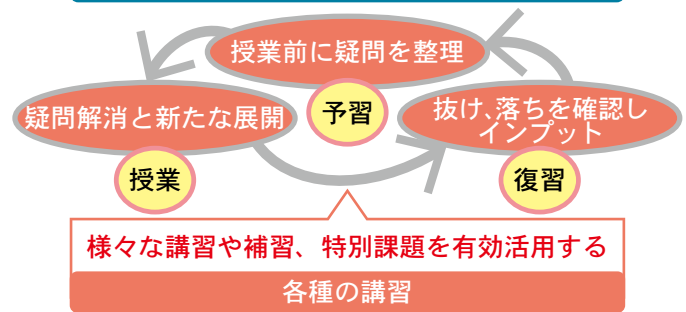 授業前に疑問を整理
予習
疑問解消と新たな展開
授業
抜け、落ちを確認し
インプット
復習
様々な講習や補習、特別課題を有効活用する
各種の講習